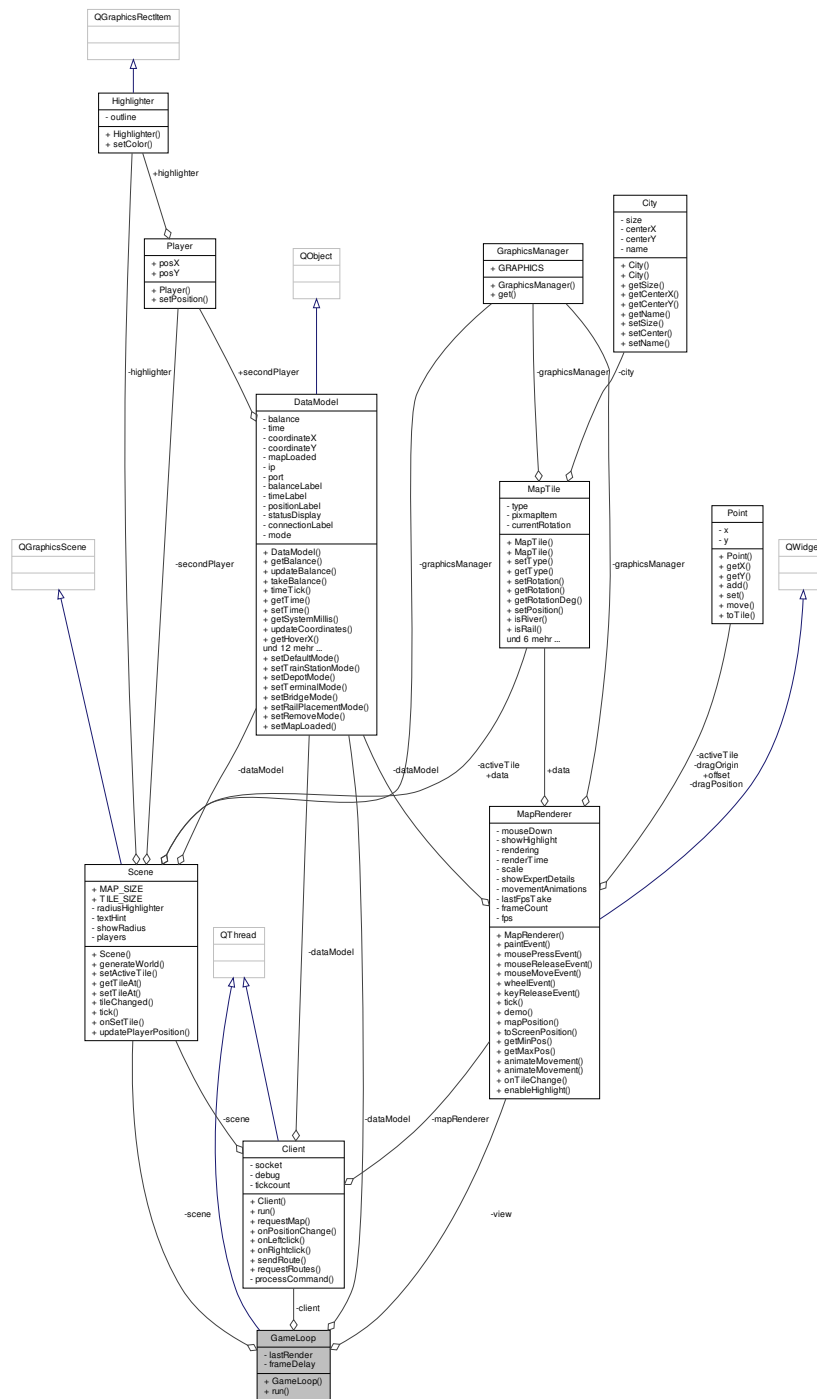 QGraphicsRectItem
Highlighter
- outline
+ Highlighter()
+ setColor()
+highlighter
Player
+ posX
+ posY
+ Player()
+ setPosition()
QObject
GraphicsManager
+ GRAPHICS
+ GraphicsManager()
+ get()
City
- size
- centerX
- centerY
- name
+ City()
+ City()
+ getSize()
+ getCenterX()
+ getCenterY()
+ getName()
+ setSize()
+ setCenter()
+ setName()
-highlighter
+secondPlayer
-graphicsManager
-city
DataModel
- balance
- time
- coordinateX
- coordinateY
- mapLoaded
- ip
- port
- balanceLabel
- timeLabel
- positionLabel
- statusDisplay
- connectionLabel
- mode
+ DataModel()
+ getBalance()
+ updateBalance()
+ takeBalance()
+ timeTick()
+ getTime()
+ setTime()
+ getSystemMillis()
+ updateCoordinates()
+ getHoverX()
und 12 mehr ...
+ setDefaultMode()
+ setTrainStationMode()
+ setDepotMode()
+ setTerminalMode()
+ setBridgeMode()
+ setRailPlacementMode()
+ setRemoveMode()
+ setMapLoaded()
MapTile
- type
- pixmapItem
- currentRotation
+ MapTile()
+ MapTile()
+ setType()
+ getType()
+ setRotation()
+ getRotation()
+ getRotationDeg()
+ setPosition()
+ isRiver()
+ isRail()
und 6 mehr ...
Point
- x
- y
+ Point()
+ getX()
+ getY()
+ add()
+ set()
+ move()
+ toTile()
QGraphicsScene
QWidge
-secondPlayer
-graphicsManager
-graphicsManager
-dataModel
-dataModel
-activeTile
+data
+data
-activeTile
-dragOrigin
+offset
-dragPosition
MapRenderer
- mouseDown
- showHighlight
- rendering
- renderTime
- scale
- showExpertDetails
- movementAnimations
- lastFpsTake
- frameCount
- fps
+ MapRenderer()
+ paintEvent()
+ mousePressEvent()
+ mouseReleaseEvent()
+ mouseMoveEvent()
+ wheelEvent()
+ keyReleaseEvent()
+ tick()
+ demo()
+ mapPosition()
+ toScreenPosition()
+ getMinPos()
+ getMaxPos()
+ animateMovement()
+ animateMovement()
+ onTileChange()
+ enableHighlight()
Scene
+ MAP_SIZE
+ TILE_SIZE
- radiusHighlighter
- textHint
- showRadius
- players
+ Scene()
+ generateWorld()
+ setActiveTile()
+ getTileAt()
+ setTileAt()
+ tileChanged()
+ tick()
+ onSetTile()
+ updatePlayerPosition()
QThread
-dataModel
-scene
-dataModel
-mapRenderer
Client
- socket
- debug
- tickcount
+ Client()
+ run()
+ requestMap()
+ onPositionChange()
+ onLeftclick()
+ onRightclick()
+ sendRoute()
+ requestRoutes()
- processCommand()
-scene
-view
-client
GameLoop
- lastRender
- frameDelay
+ GameLoop()
+ run()